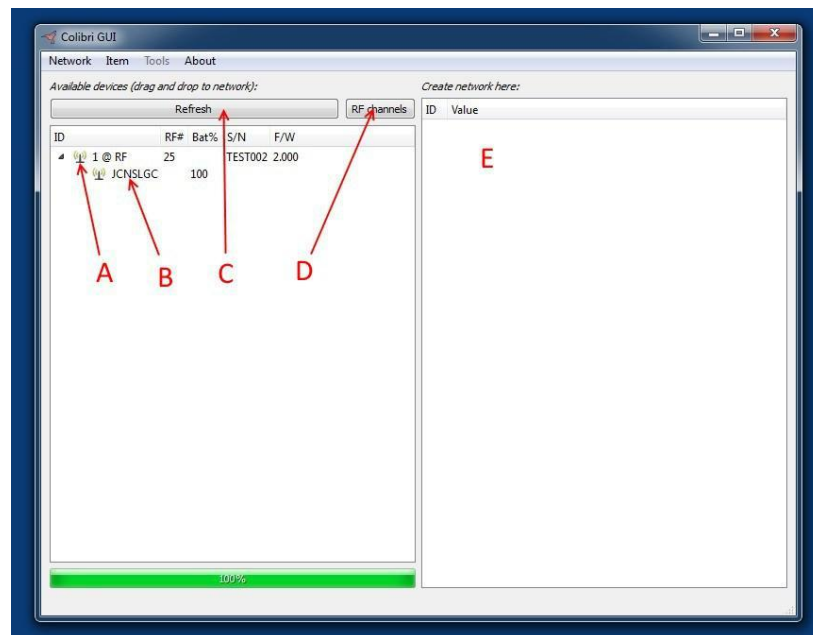 Colibri GUI
Network Item Tools About
Available devices (drag and drop to network): Create network here:
Refresh RF channels ID Value
ID RF# Bat% S/N F/W
1 @ RF 25 TEST002 2.000
JCNSLGC 100
E
A B C D
100%